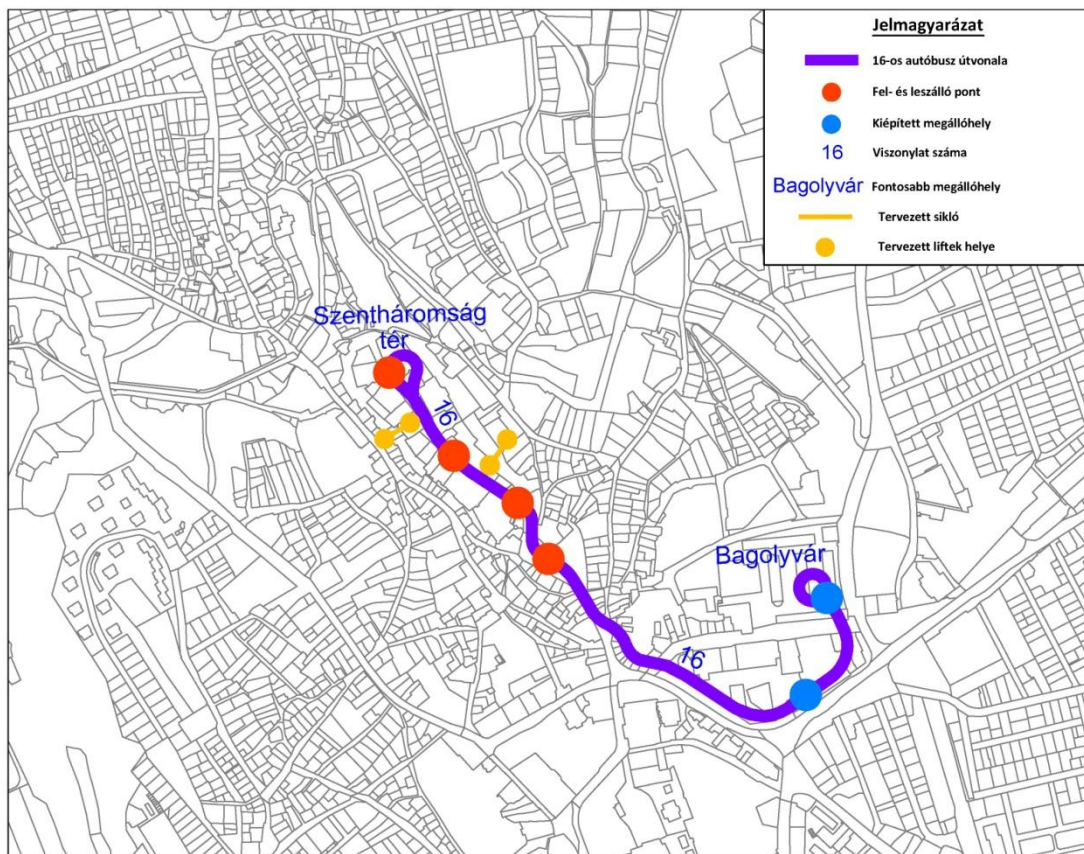 Jelmagyarázat
16-os autóbusz útvonala
Fel- és leszálló pont
Kiépített megállóhely
16
Viszonylat száma
Bagolyvár
Fontosabb megállóhely
Tervezett sikló
Tervezett liftek helye
Szentháromság
tér
16
Bagolyvár
16